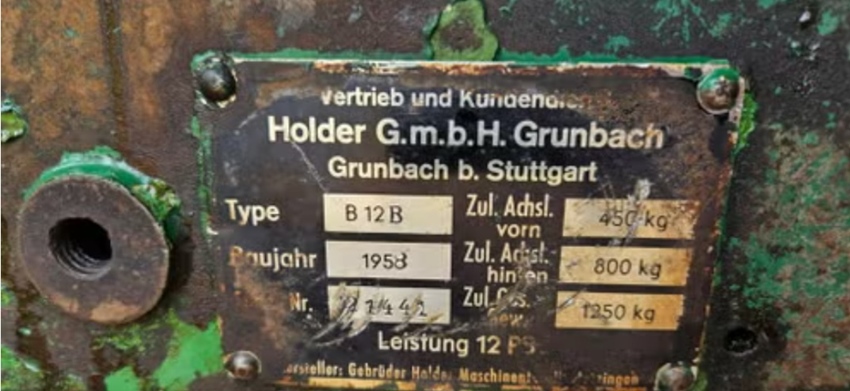 Vertrieb und Kundendienst
Holder G.m.b.H. Grunbach
Grunbach b. Stuttgart
Type B 12 B Zul. Achsl. vorn 450 kg
Baujahr 1958 Zul. Achsl. hinten 800 kg
Nr. Zul. Ges. Gew. 1250 kg
Leistung 12 PS
Hersteller: Gebrüder Holder Maschinenf.